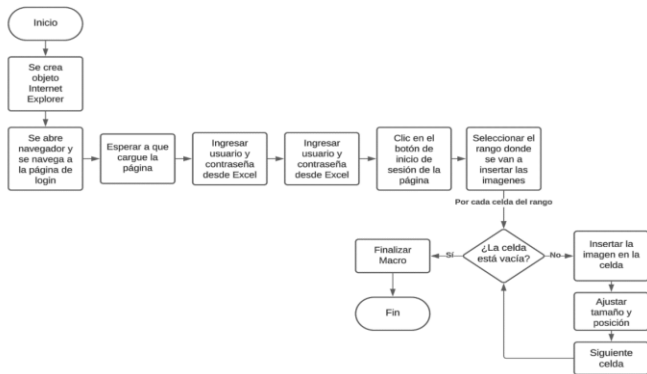 Inicio
Se crea
objeto
Internet
Explorer
Se abre
navegador y
se navega a
la página de
login
Esperar a que
cargue la
página
Ingresar
usuario y
contraseña
desde Excel
Ingresar
usuario y
contraseña
desde Excel
Clic en el
botón de
inicio de
sesión de la
página
Seleccionar el
rango donde
se van a
insertar las
imagenes
Por cada celda del rango
¿La celda
está vacía?
Sí
Finalizar
Macro
Fin
No
Insertar la
imagen en la
celda
Ajustar
tamaño y
posición
Siguiente
celda